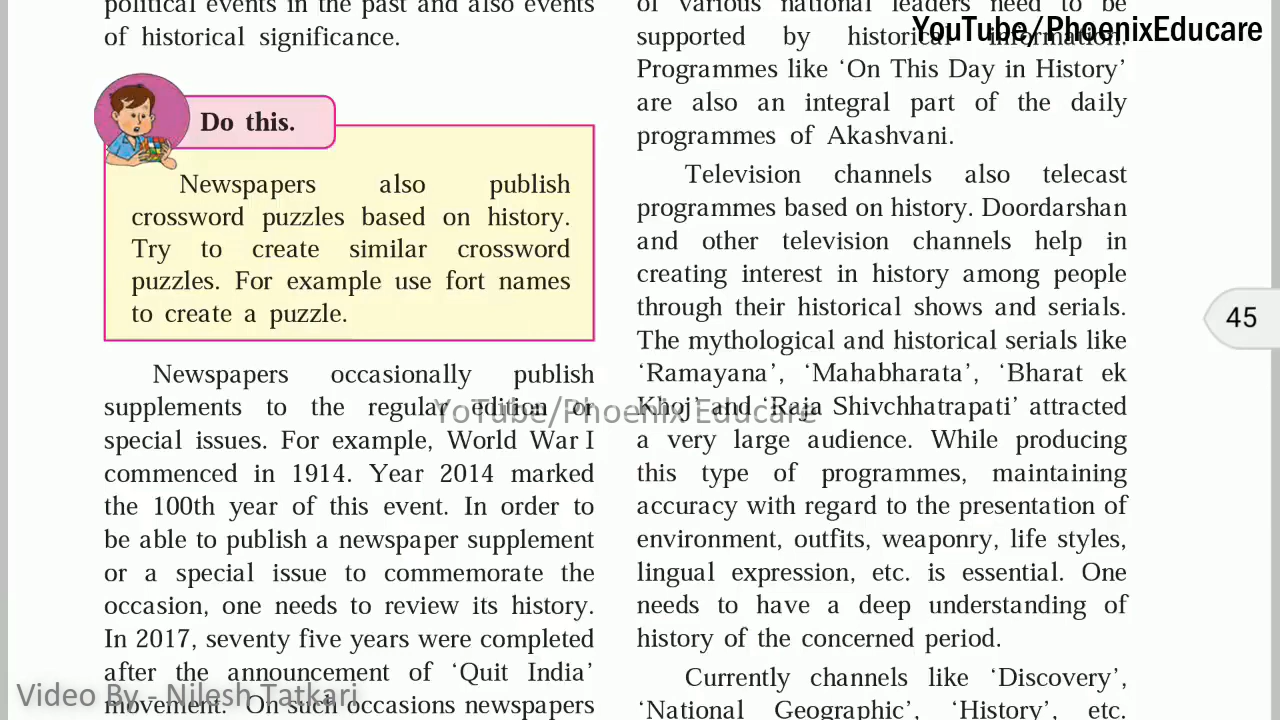 political events in the past and also events
of historical significance.
Do this.
Newspapers also publish
crossword puzzles based on history.
Try to create similar crossword
puzzles. For example use fort names
to create a puzzle.
Newspapers occasionally publish
supplements to the regular edition or
special issues. For example, World War I
commenced in 1914. Year 2014 marked
the 100th year of this event. In order to
be able to publish a newspaper supplement
or a special issue to commemorate the
occasion, one needs to review its history.
In 2017, seventy five years were completed
after the announcement of ‘Quit India’
movement. On such occasions newspapers
of various national leaders need to be
supported by historical information.
Programmes like ‘On This Day in History’
are also an integral part of the daily
programmes of Akashvani.
Television channels also telecast
programmes based on history. Doordarshan
and other television channels help in
creating interest in history among people
through their historical shows and serials.
The mythological and historical serials like
‘Ramayana’, ‘Mahabharata’, ‘Bharat ek
Khoj’ and ‘Raja Shivchhatrapati’ attracted
a very large audience. While producing
this type of programmes, maintaining
accuracy with regard to the presentation of
environment, outfits, weaponry, life styles,
lingual expression, etc. is essential. One
needs to have a deep understanding of
history of the concerned period.
Currently channels like ‘Discovery’,
‘National Geographic’, ‘History’, etc.
YouTube/PhoenixEducare
45
YoTube/Phoenix Educare
Video By - Nilesh Tatkari